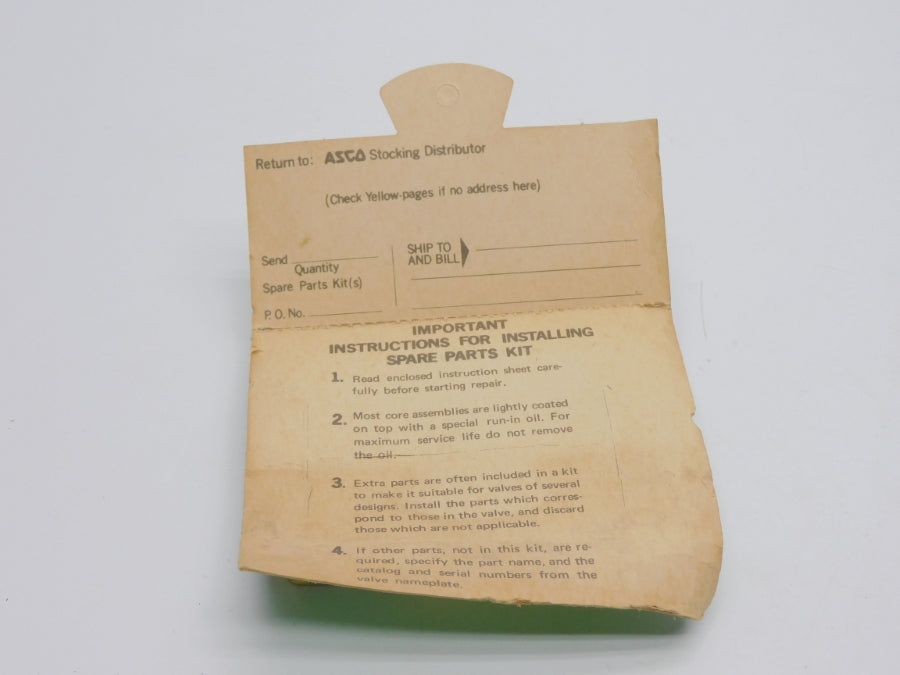 Return to: ASCO Stocking Distributor
(Check Yellow-pages if no address here)
Send
Quantity
Spare Parts Kit(s)
P.O. No.
SHIP TO
AND BILL
IMPORTANT
INSTRUCTIONS FOR INSTALLING
SPARE PARTS KIT
1. Read enclosed instruction sheet care-
fully before starting repair.
2. Most core assemblies are lightly coated
on top with a special run-in oil. For
maximum service life do not remove
the oil.
3. Extra parts are often included in a kit
to make it suitable for valves of several
designs. Install the parts which corres-
pond to those in the valve, and discard
those which are not applicable.
4. If other parts, not in this kit, are re-
quired, specify the part name, and the
catalog and serial numbers from the
valve nameplate.